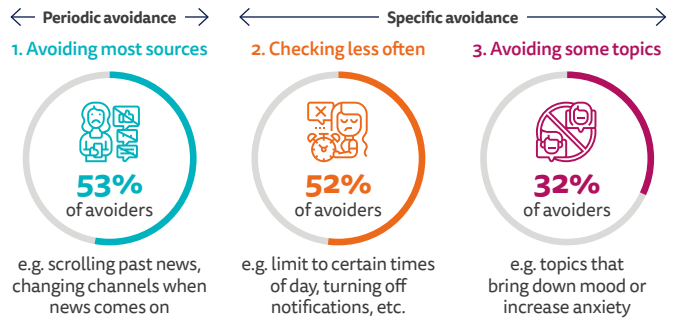 Periodic avoidance
Specific avoidance
1. Avoiding most sources
53%
of avoiders
e.g. scrolling past news,
changing channels when
news comes on
2. Checking less often
52%
of avoiders
e.g. limit to certain times
of day, turning off
notifications, etc.
3. Avoiding some topics
32%
of avoiders
e.g. topics that
bring down mood or
increase anxiety